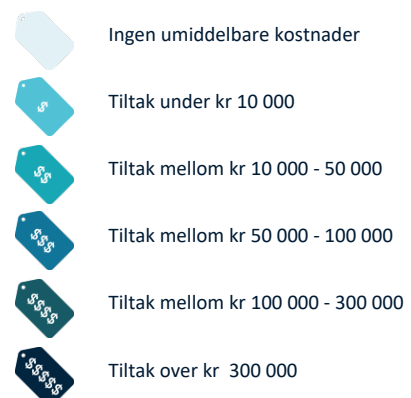 Ingen umiddelbare kostnader
$ Tiltak under kr 10 000
$$ Tiltak mellom kr 10 000 - 50 000
$$$ Tiltak mellom kr 50 000 - 100 000
$$$$ Tiltak mellom kr 100 000 - 300 000
$$$$$ Tiltak over kr  300 000